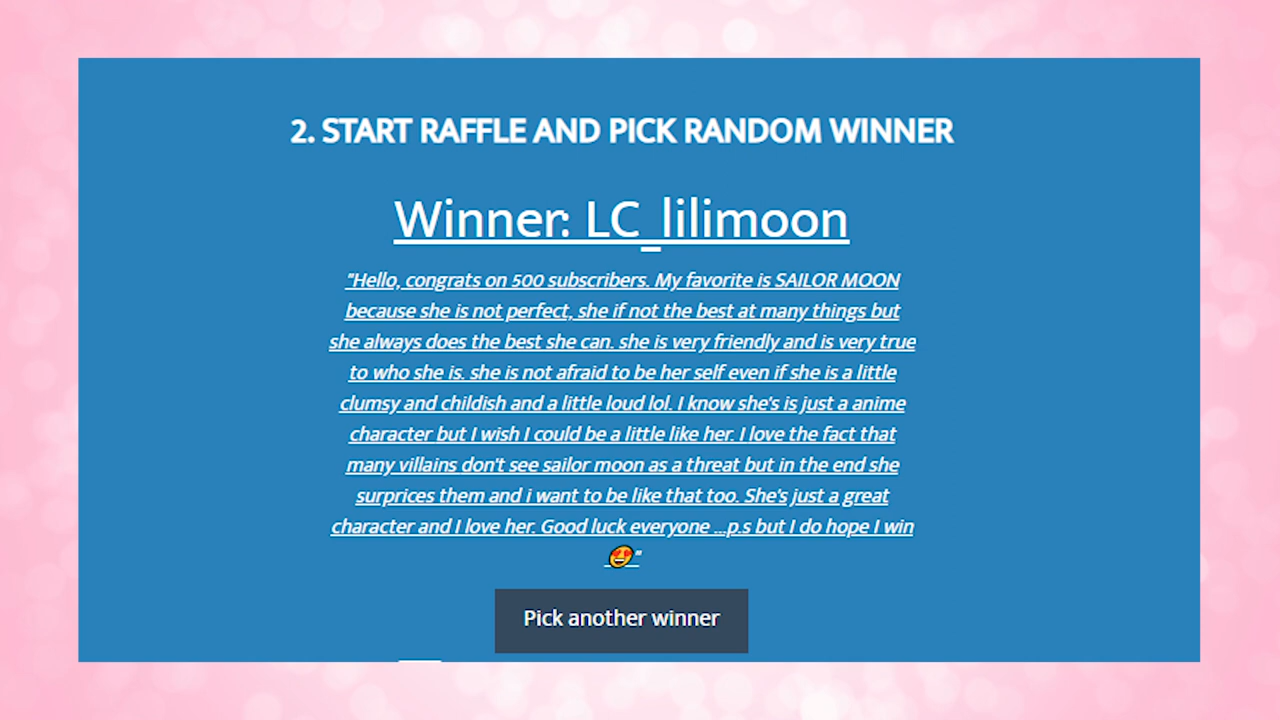 2. START RAFFLE AND PICK RANDOM WINNER
Winner: LC_lilimoon
"Hello, congrats on 500 subscribers. My favorite is SAILOR MOON
because she is not perfect, she if not the best at many things but
she always does the best she can. she is very friendly and is very true
to who she is. she is not afraid to be her self even if she is a little
clumsy and childish and a little loud lol. I know she's is just a anime
character but I wish I could be a little like her. I love the fact that
many villains don't see sailor moon as a threat but in the end she
surprices them and i want to be like that too. She's just a great
character and I love her. Good luck everyone ...p.s but I do hope I win
😍"
Pick another winner